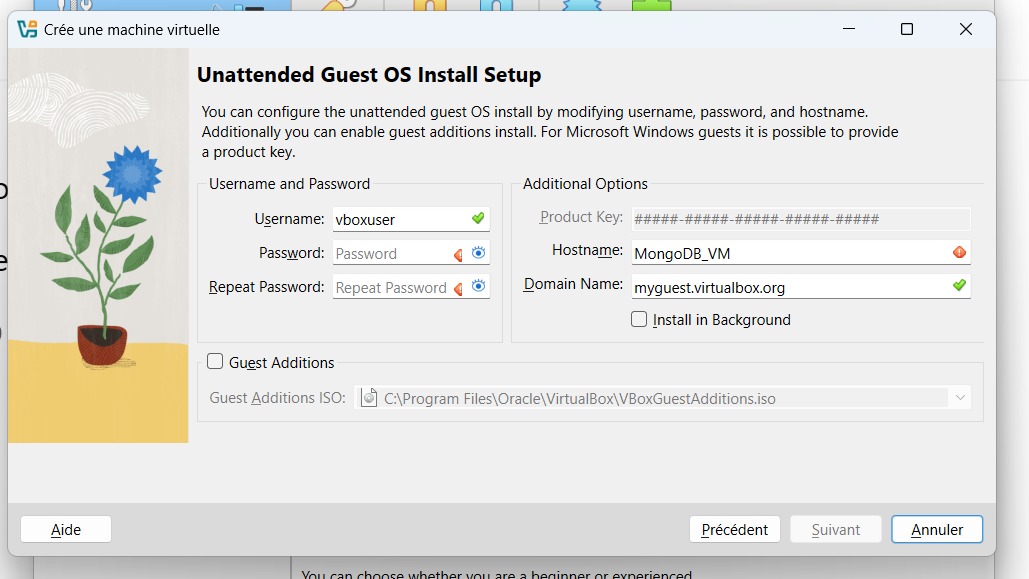 Crée une machine virtuelle
Unattended Guest OS Install Setup
You can configure the unattended guest OS install by modifying username, password, and hostname.
Additionally you can enable guest additions install. For Microsoft Windows guests it is possible to provide
a product key.
Username and Password
Username: vboxuser
Password: Password
Repeat Password: Repeat Password
Additional Options
Product Key: #####-#####-#####-#####-#####
Hostname: MongoDB_VM
Domain Name: myguest.virtualbox.org
Install in Background
Guest Additions
Guest Additions ISO: C:\Program Files\Oracle\VirtualBox\VBoxGuestAdditions.iso
Aide
Précédent
Suivant
Annuler
You can choose whether you are a beginner or experienced